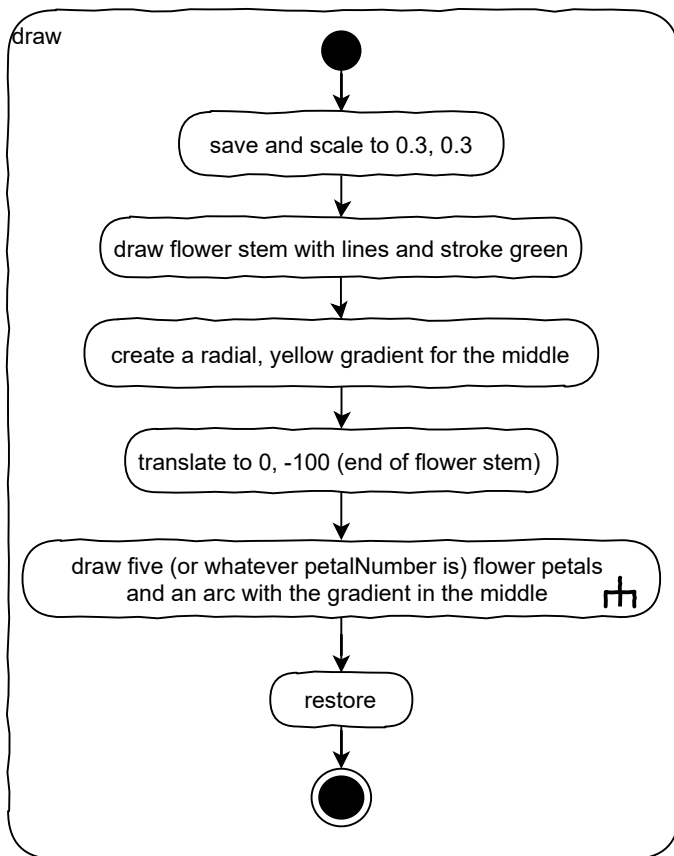 draw
save and scale to 0.3, 0.3
draw flower stem with lines and stroke green
create a radial, yellow gradient for the middle
translate to 0, -100 (end of flower stem)
draw five (or whatever petalNumber is) flower petals
and an arc with the gradient in the middle
restore